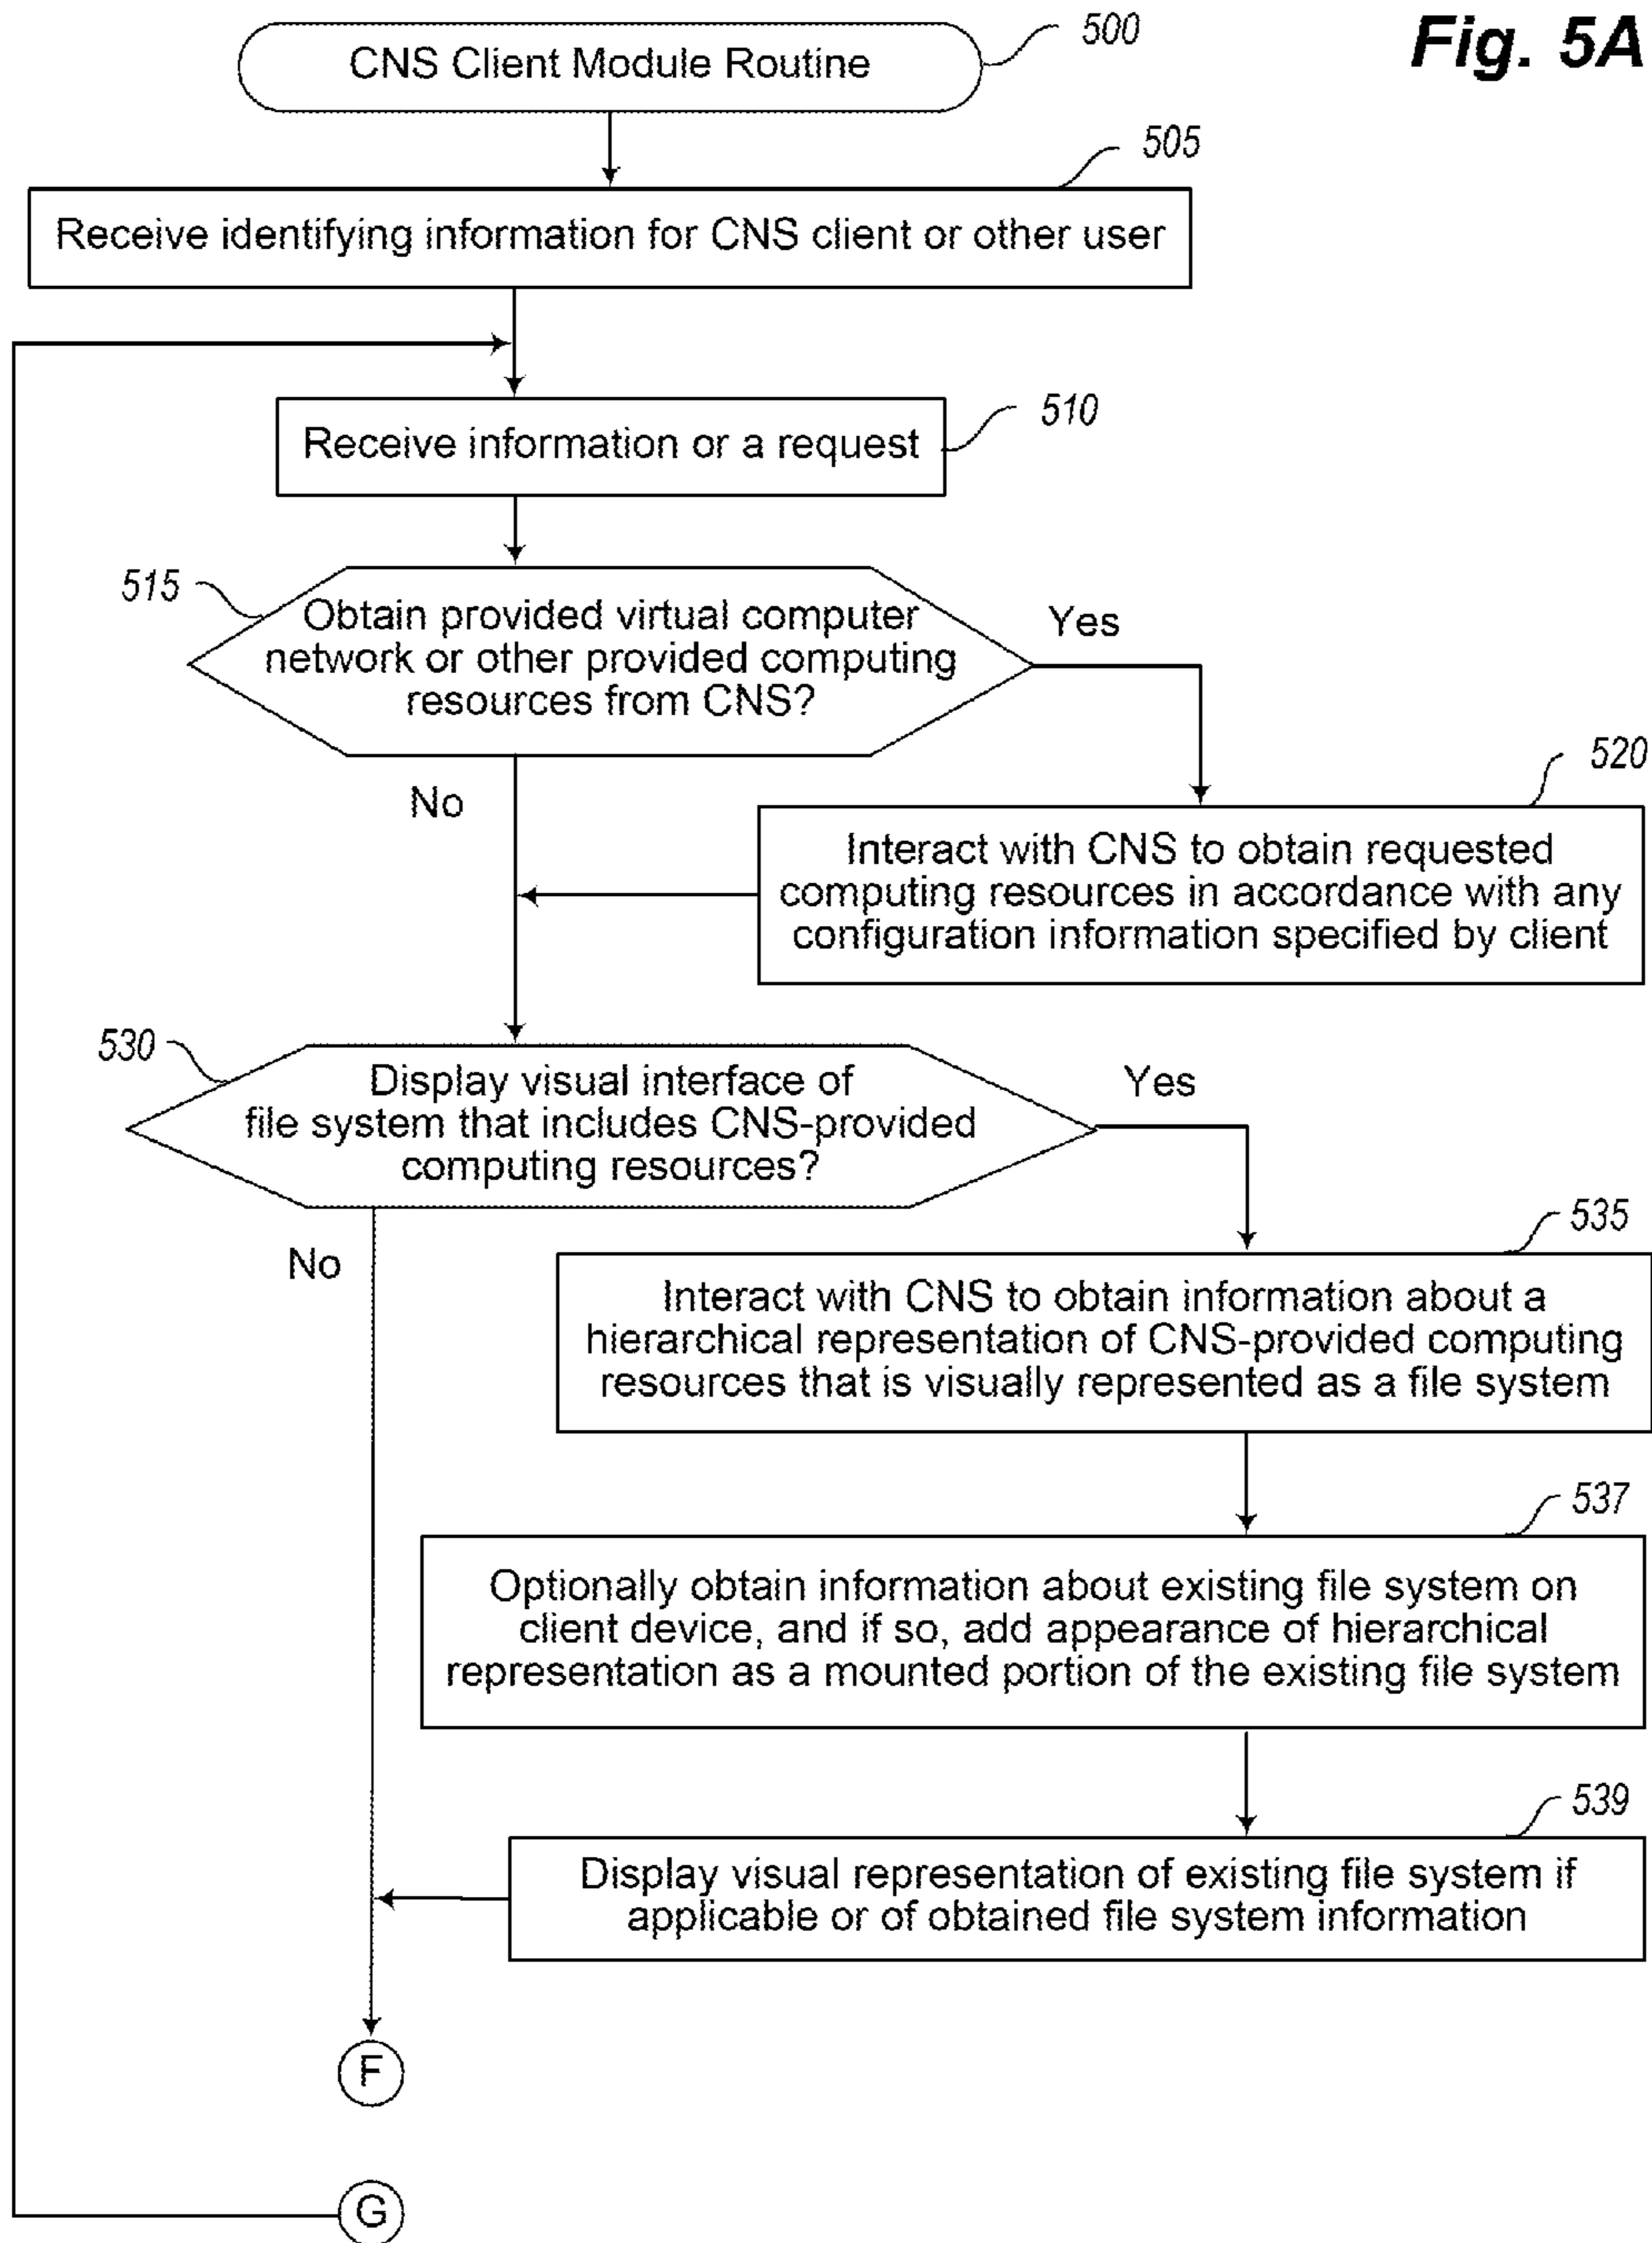 Fig. 5A
CNS Client Module Routine
500
505
Receive identifying information for CNS client or other user
510
Receive information or a request
515
Obtain provided virtual computer
network or other provided computing
resources from CNS?
Yes
No
520
Interact with CNS to obtain requested
computing resources in accordance with any
configuration information specified by client
530
Display visual interface of
file system that includes CNS-provided
computing resources?
Yes
No
535
Interact with CNS to obtain information about a
hierarchical representation of CNS-provided computing
resources that is visually represented as a file system
537
Optionally obtain information about existing file system on
client device, and if so, add appearance of hierarchical
representation as a mounted portion of the existing file system
539
Display visual representation of existing file system if
applicable or of obtained file system information
F
G